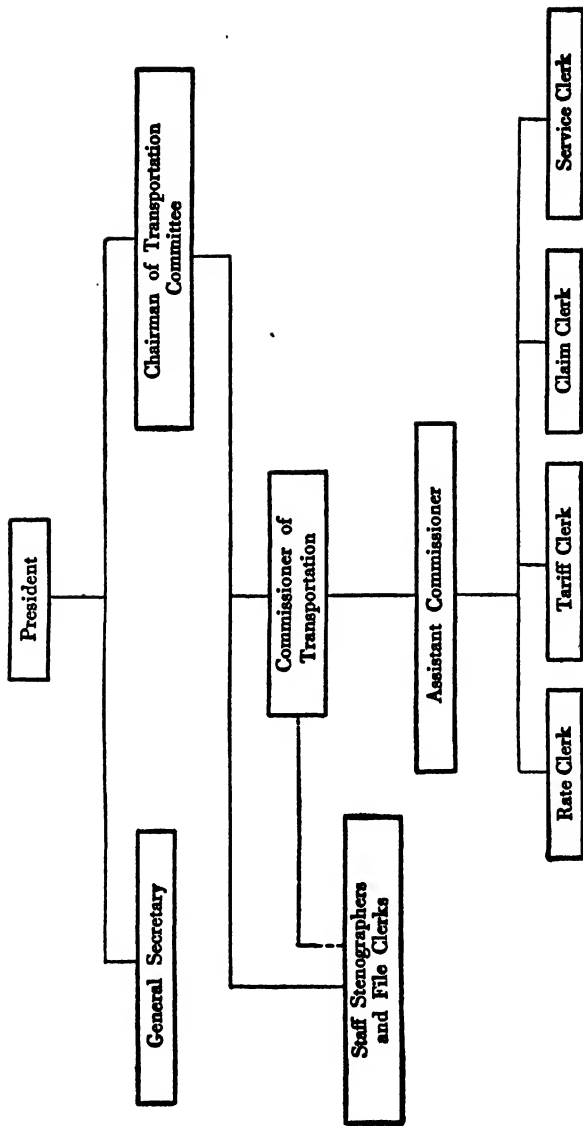 President
General Secretary
Chairman of Transportation
Committee
Commissioner of
Transportation
Staff Stenographers
and File Clerks
Assistant Commissioner
Rate Clerk
Tariff Clerk
Claim Clerk
Service Clerk